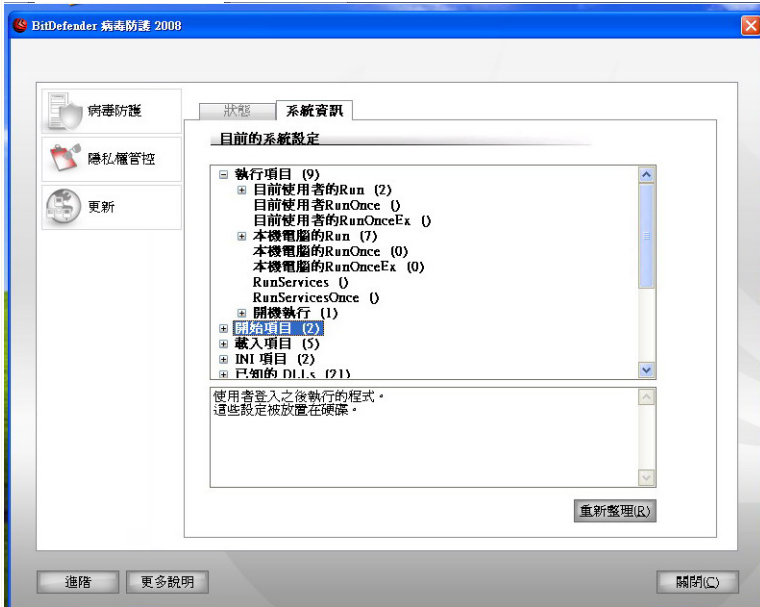 BitDefender 病毒防護 2008
病毒防護
隱私權管控
更新
狀態
系統資訊
目前的系統設定
執行項目 (9)
目前使用者的Run (2)
目前使用者RunOnce ()
目前使用者的RunOnceEx ()
本機電腦的Run (7)
本機電腦的RunOnce (0)
本機電腦的RunOnceEx (0)
RunServices ()
RunServicesOnce ()
開機執行 (1)
開始項目 (2)
載入項目 (5)
INI 項目 (2)
已知的 DLLs (21)
使用者登入之後執行的程式。
這些設定被放置在硬碟。
重新整理(R)
進階
更多說明
關閉(C)